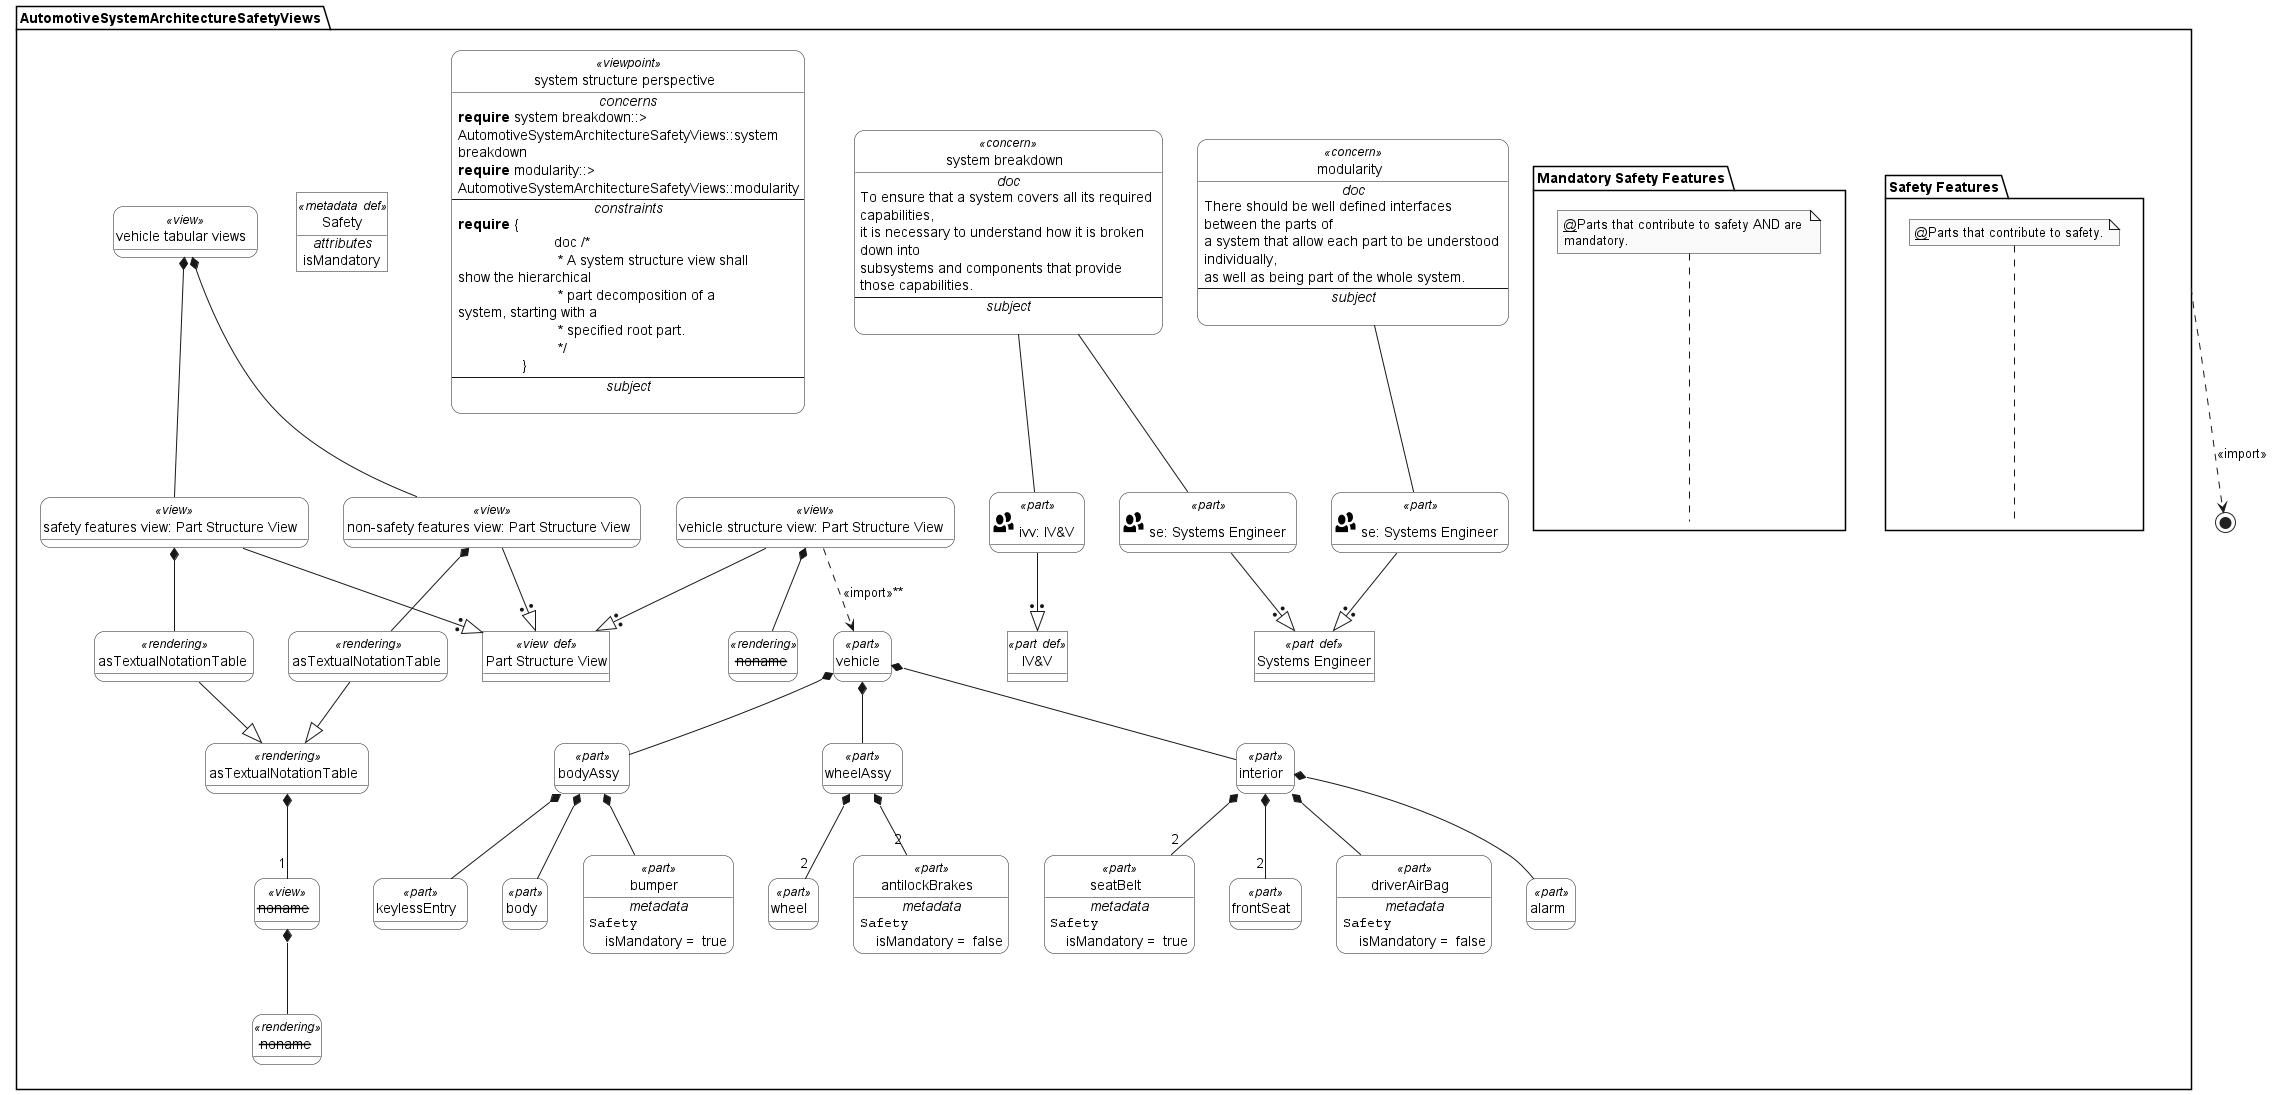 AutomotiveSystemArchitectureSafetyViews
«viewpoint»
system structure perspective
concerns
require system breakdown::>
AutomotiveSystemArchitectureSafetyViews::system
breakdown
require modularity::>
AutomotiveSystemArchitectureSafetyViews::modularity
constraints
require {
doc /*
* A system structure view shall
show the hierarchical
* part decomposition of a
system, starting with a
* specified root part.
*/
}
subject
«concern»
system breakdown
doc
To ensure that a system covers all its required
capabilities,
it is necessary to understand how it is broken
down into
subsystems and components that provide
those capabilities.
subject
«concern»
modularity
doc
There should be well defined interfaces
between the parts of
a system that allow each part to be understood
individually,
as well as being part of the whole system.
subject
Mandatory Safety Features
@Parts that contribute to safety AND are
mandatory.
Safety Features
@Parts that contribute to safety.
«view»
vehicle tabular views
«metadata def»
Safety
attributes
isMandatory
«import»
«view»
safety features view: Part Structure View
«view»
non-safety features view: Part Structure View
«view»
vehicle structure view: Part Structure View
«part»
ivv: IV&V
«part»
se: Systems Engineer
«part»
se: Systems Engineer
«import»**
«rendering»
asTextualNotationTable
«rendering»
asTextualNotationTable
«view def»
Part Structure View
«rendering»
noname
«part»
vehicle
«part def»
IV&V
«part def»
Systems Engineer
«rendering»
asTextualNotationTable
«part»
bodyAssy
«part»
wheelAssy
«part»
interior
1
2
2
2
2
«view»
noname
«part»
keylessEntry
«part»
body
«part»
bumper
metadata
Safety
isMandatory = true
«part»
wheel
«part»
antilockBrakes
metadata
Safety
isMandatory = false
«part»
seatBelt
metadata
Safety
isMandatory = true
«part»
frontSeat
«part»
driverAirBag
metadata
Safety
isMandatory = false
«part»
alarm
«rendering»
noname